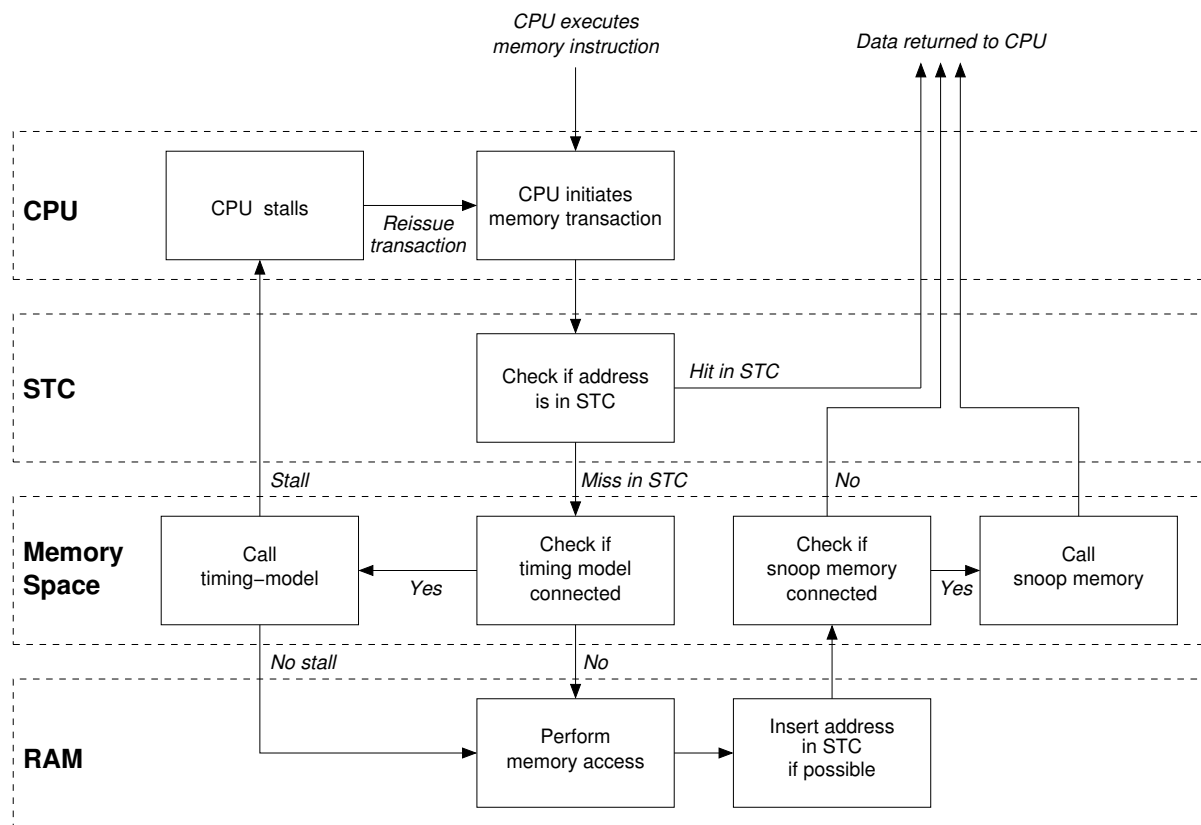 CPU executes
memory instruction
Data returned to CPU
CPU
CPU stalls
Reissue
transaction
CPU initiates
memory transaction
STC
Check if address
is in STC
Hit in STC
Stall
Miss in STC
No
Memory
Space
Call
timing−model
Yes
Check if
timing model
connected
Check if
snoop memory
connected
Yes
Call
snoop memory
No stall
No
RAM
Perform
memory access
Insert address
in STC
if possible